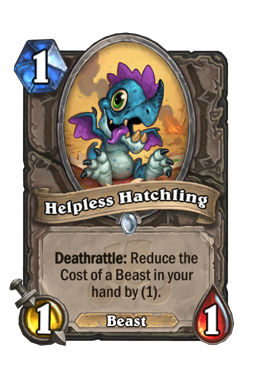 1
Helpless Hatchling
Deathrattle: Reduce the
Cost of a Beast in your
hand by (1).
1 Beast 1